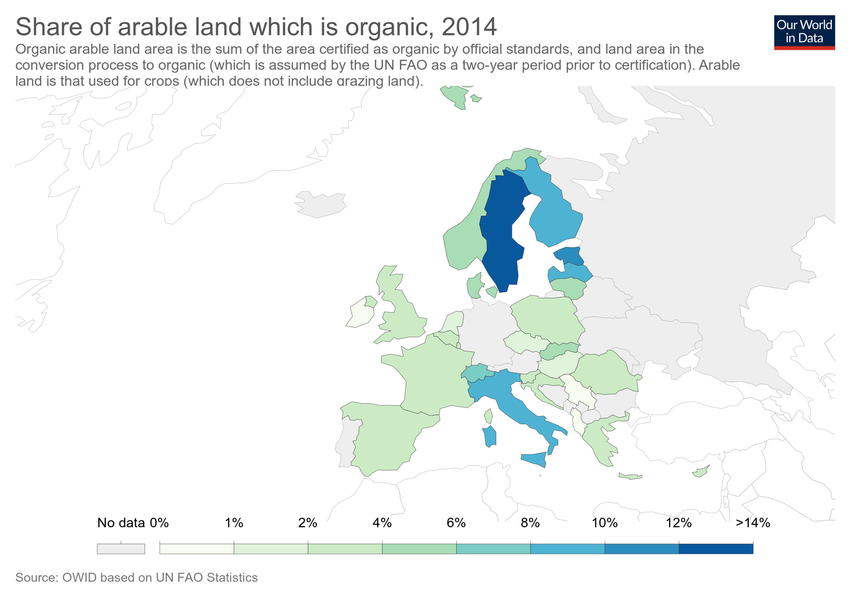 Share of arable land which is organic, 2014
Our World
in Data
Organic arable land area is the sum of the area certified as organic by official standards, and land area in the
conversion process to organic (which is assumed by the UN FAO as a two-year period prior to certification). Arable
land is that used for crops (which does not include grazing land).
No data 0% 1% 2% 4% 6% 8% 10% 12% >14%
Source: OWID based on UN FAO Statistics